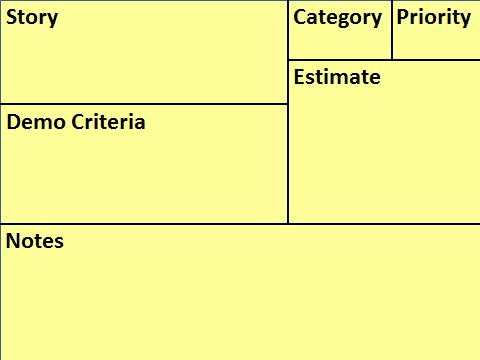 Story
Category
Priority
Estimate
Demo Criteria
Notes